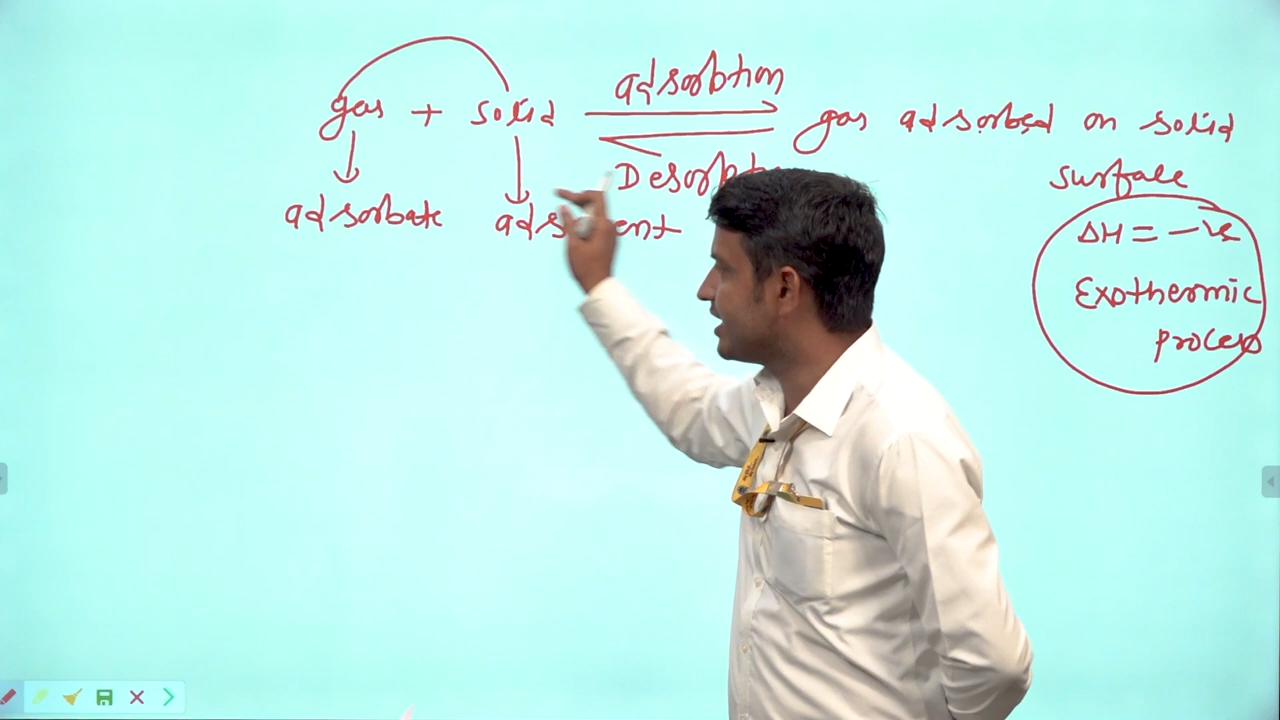 adsorption
gas + solid gas adsorbed on solid
surface
adsorbate
ΔH = -ve
Exothermic
process